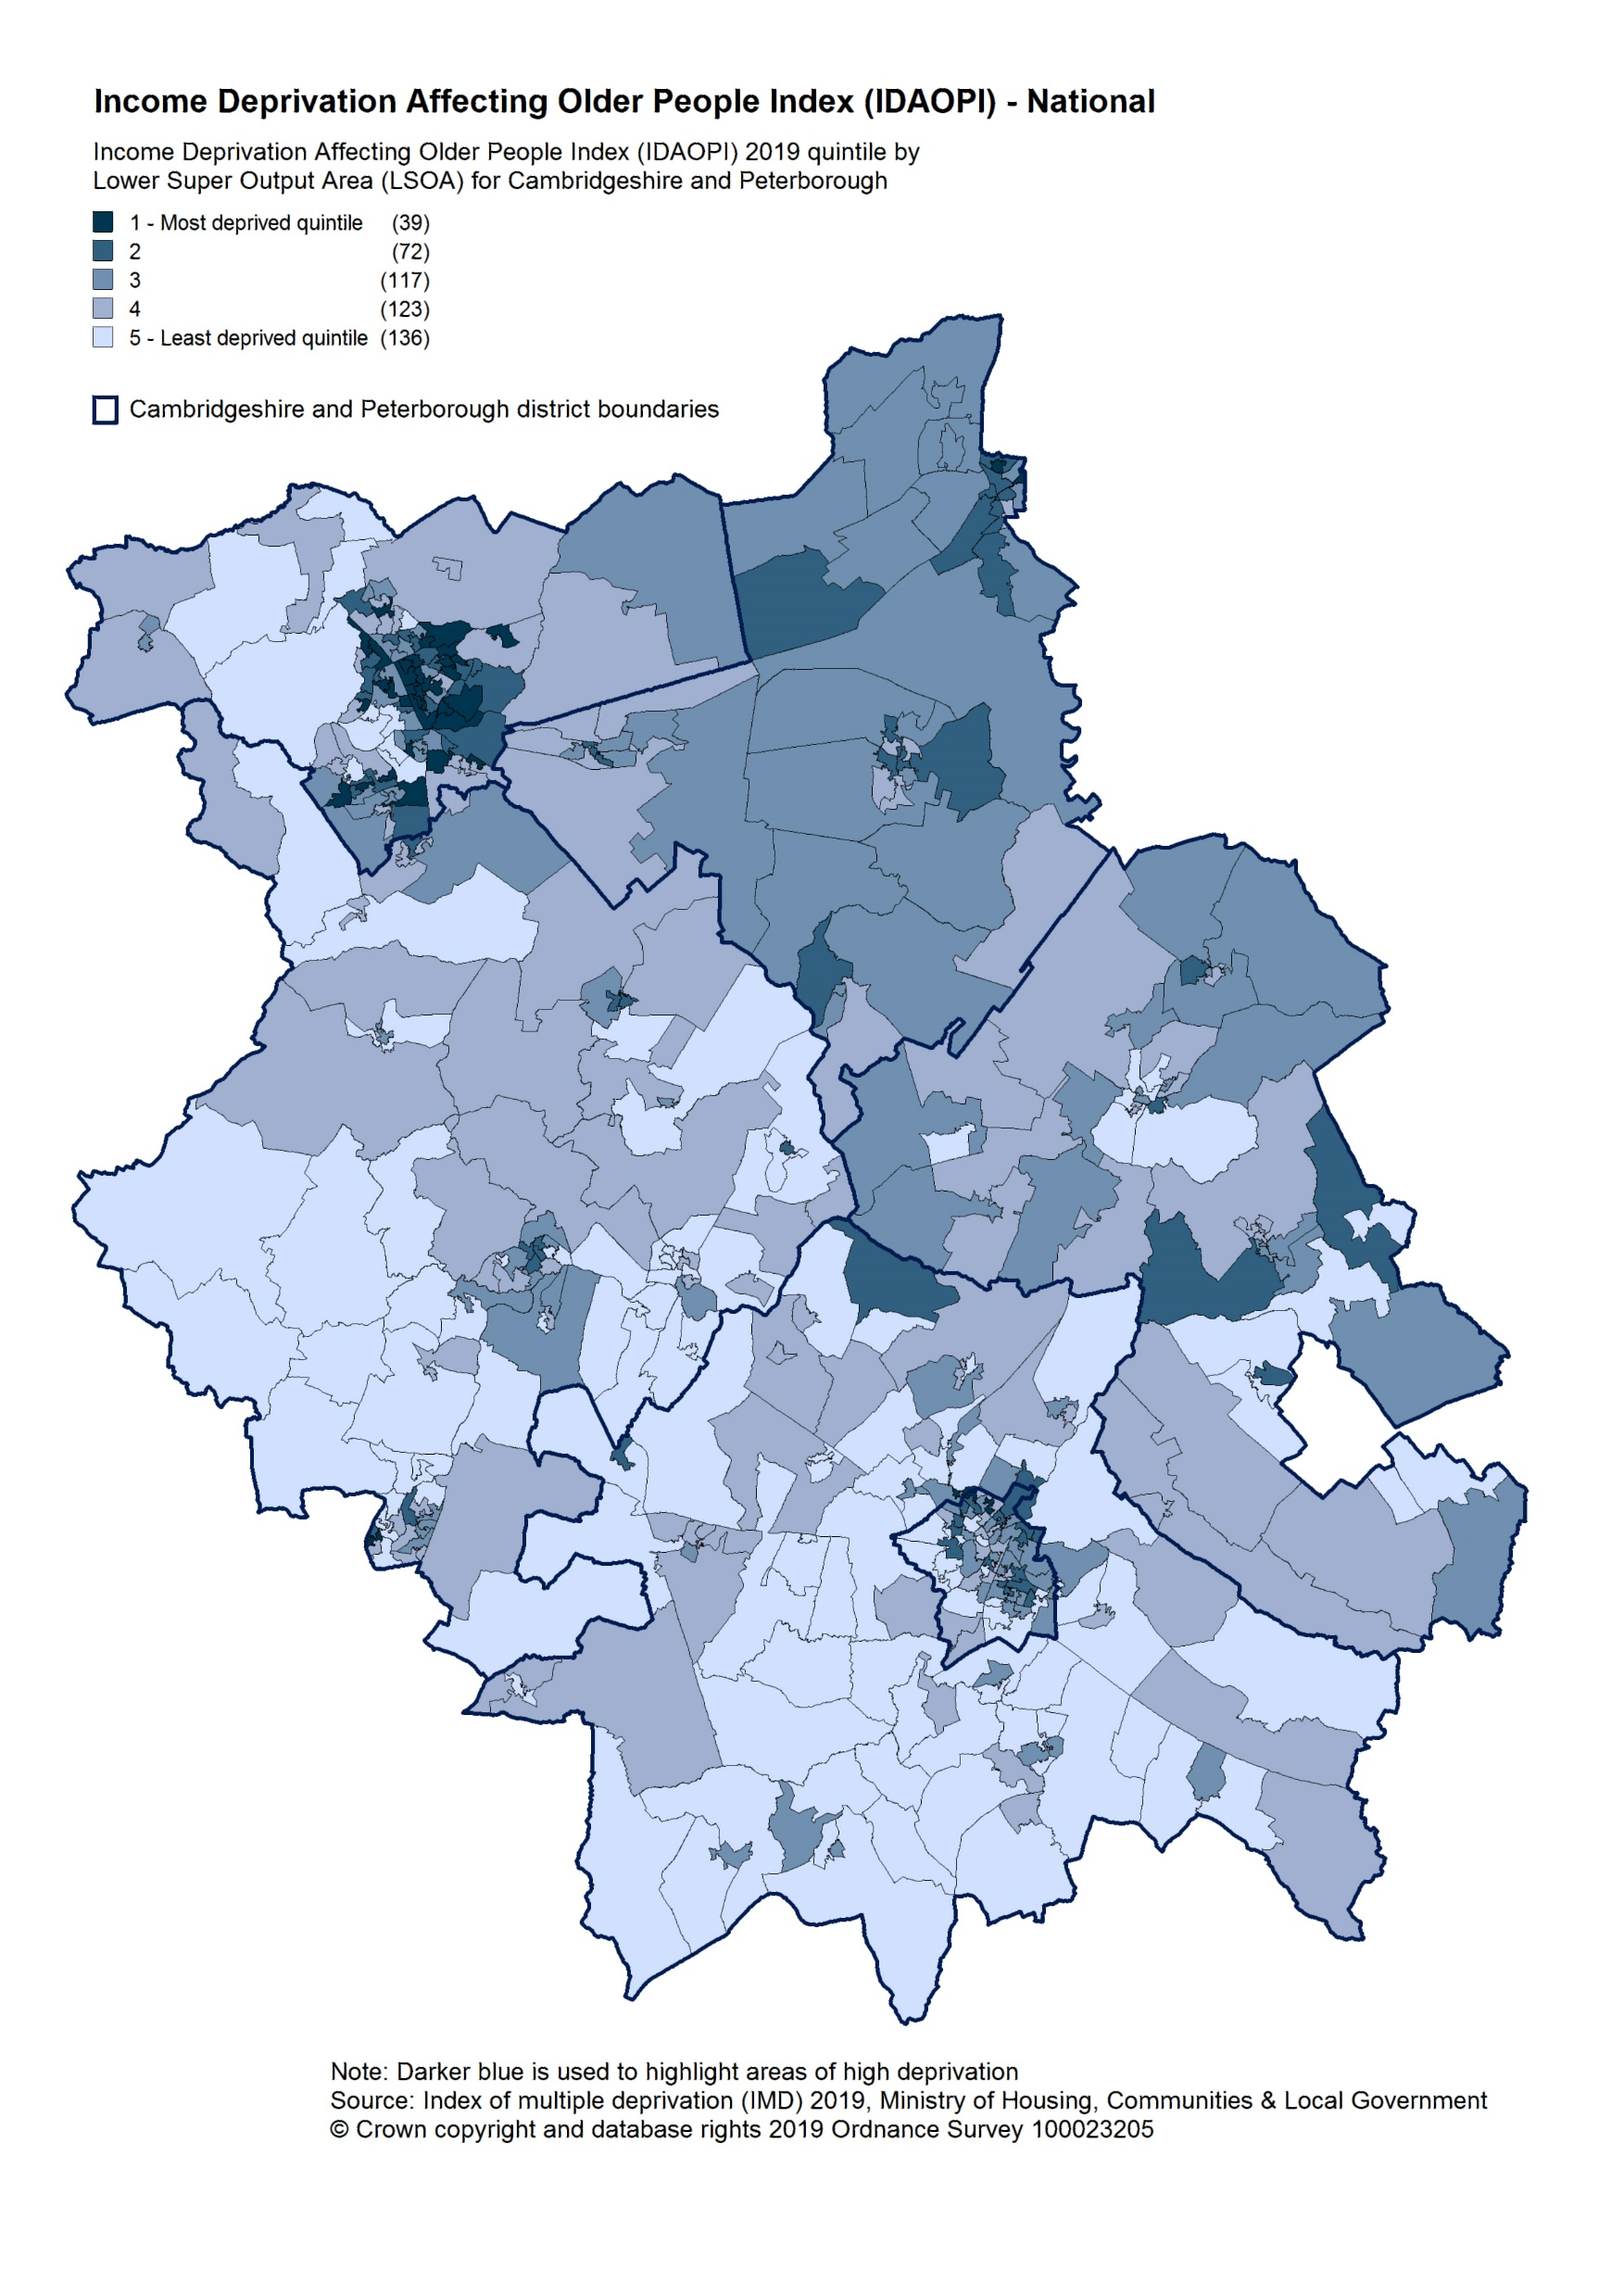 Income Deprivation Affecting Older People Index (IDAOPI) - National
Income Deprivation Affecting Older People Index (IDAOPI) 2019 quintile by
Lower Super Output Area (LSOA) for Cambridgeshire and Peterborough
1 - Most deprived quintile (39)
2 (72)
3 (117)
4 (123)
5 - Least deprived quintile (136)
Cambridgeshire and Peterborough district boundaries
Note: Darker blue is used to highlight areas of high deprivation
Source: Index of multiple deprivation (IMD) 2019, Ministry of Housing, Communities & Local Government
© Crown copyright and database rights 2019 Ordnance Survey 100023205